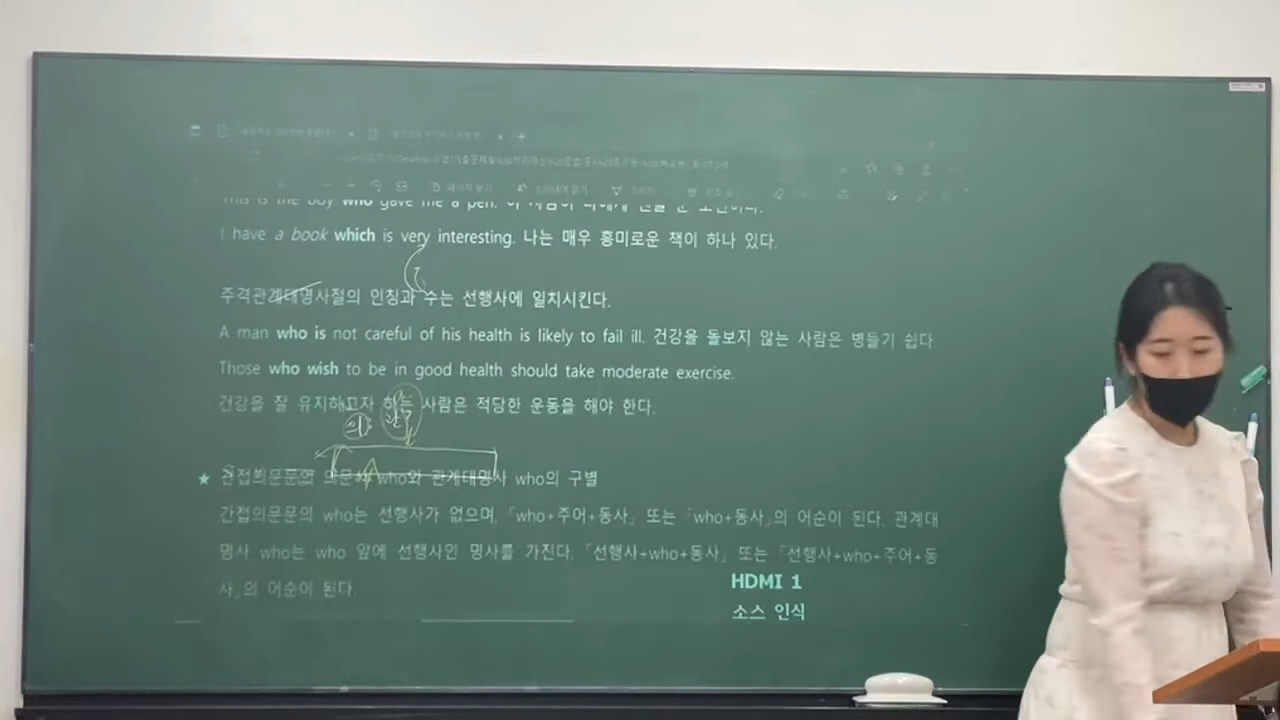 This is the boy who gave me a pen.
I have a book which is very interesting. 나는 매우 흥미로운 책이 하나 있다.
주격관계대명사절의 인칭과 수는 선행사에 일치시킨다.
A man who is not careful of his health is likely to fail ill. 건강을 돌보지 않는 사람은 병들기 쉽다.
Those who wish to be in good health should take moderate exercise.
건강을 잘 유지하고자 하는 사람은 적당한 운동을 해야 한다.
의
★ 간접의문문의 의문사 who와 관계대명사 who의 구별
간접의문문의 who는 선행사가 없으며, 「who+주어+동사」 또는 「who+동사」의 어순이 된다. 관계대
명사 who는 who 앞에 선행사인 명사를 가진다. 「선행사+who+동사」 또는 「선행사+who+주어+동
사」의 어순이 된다.
HDMI 1
소스 인식